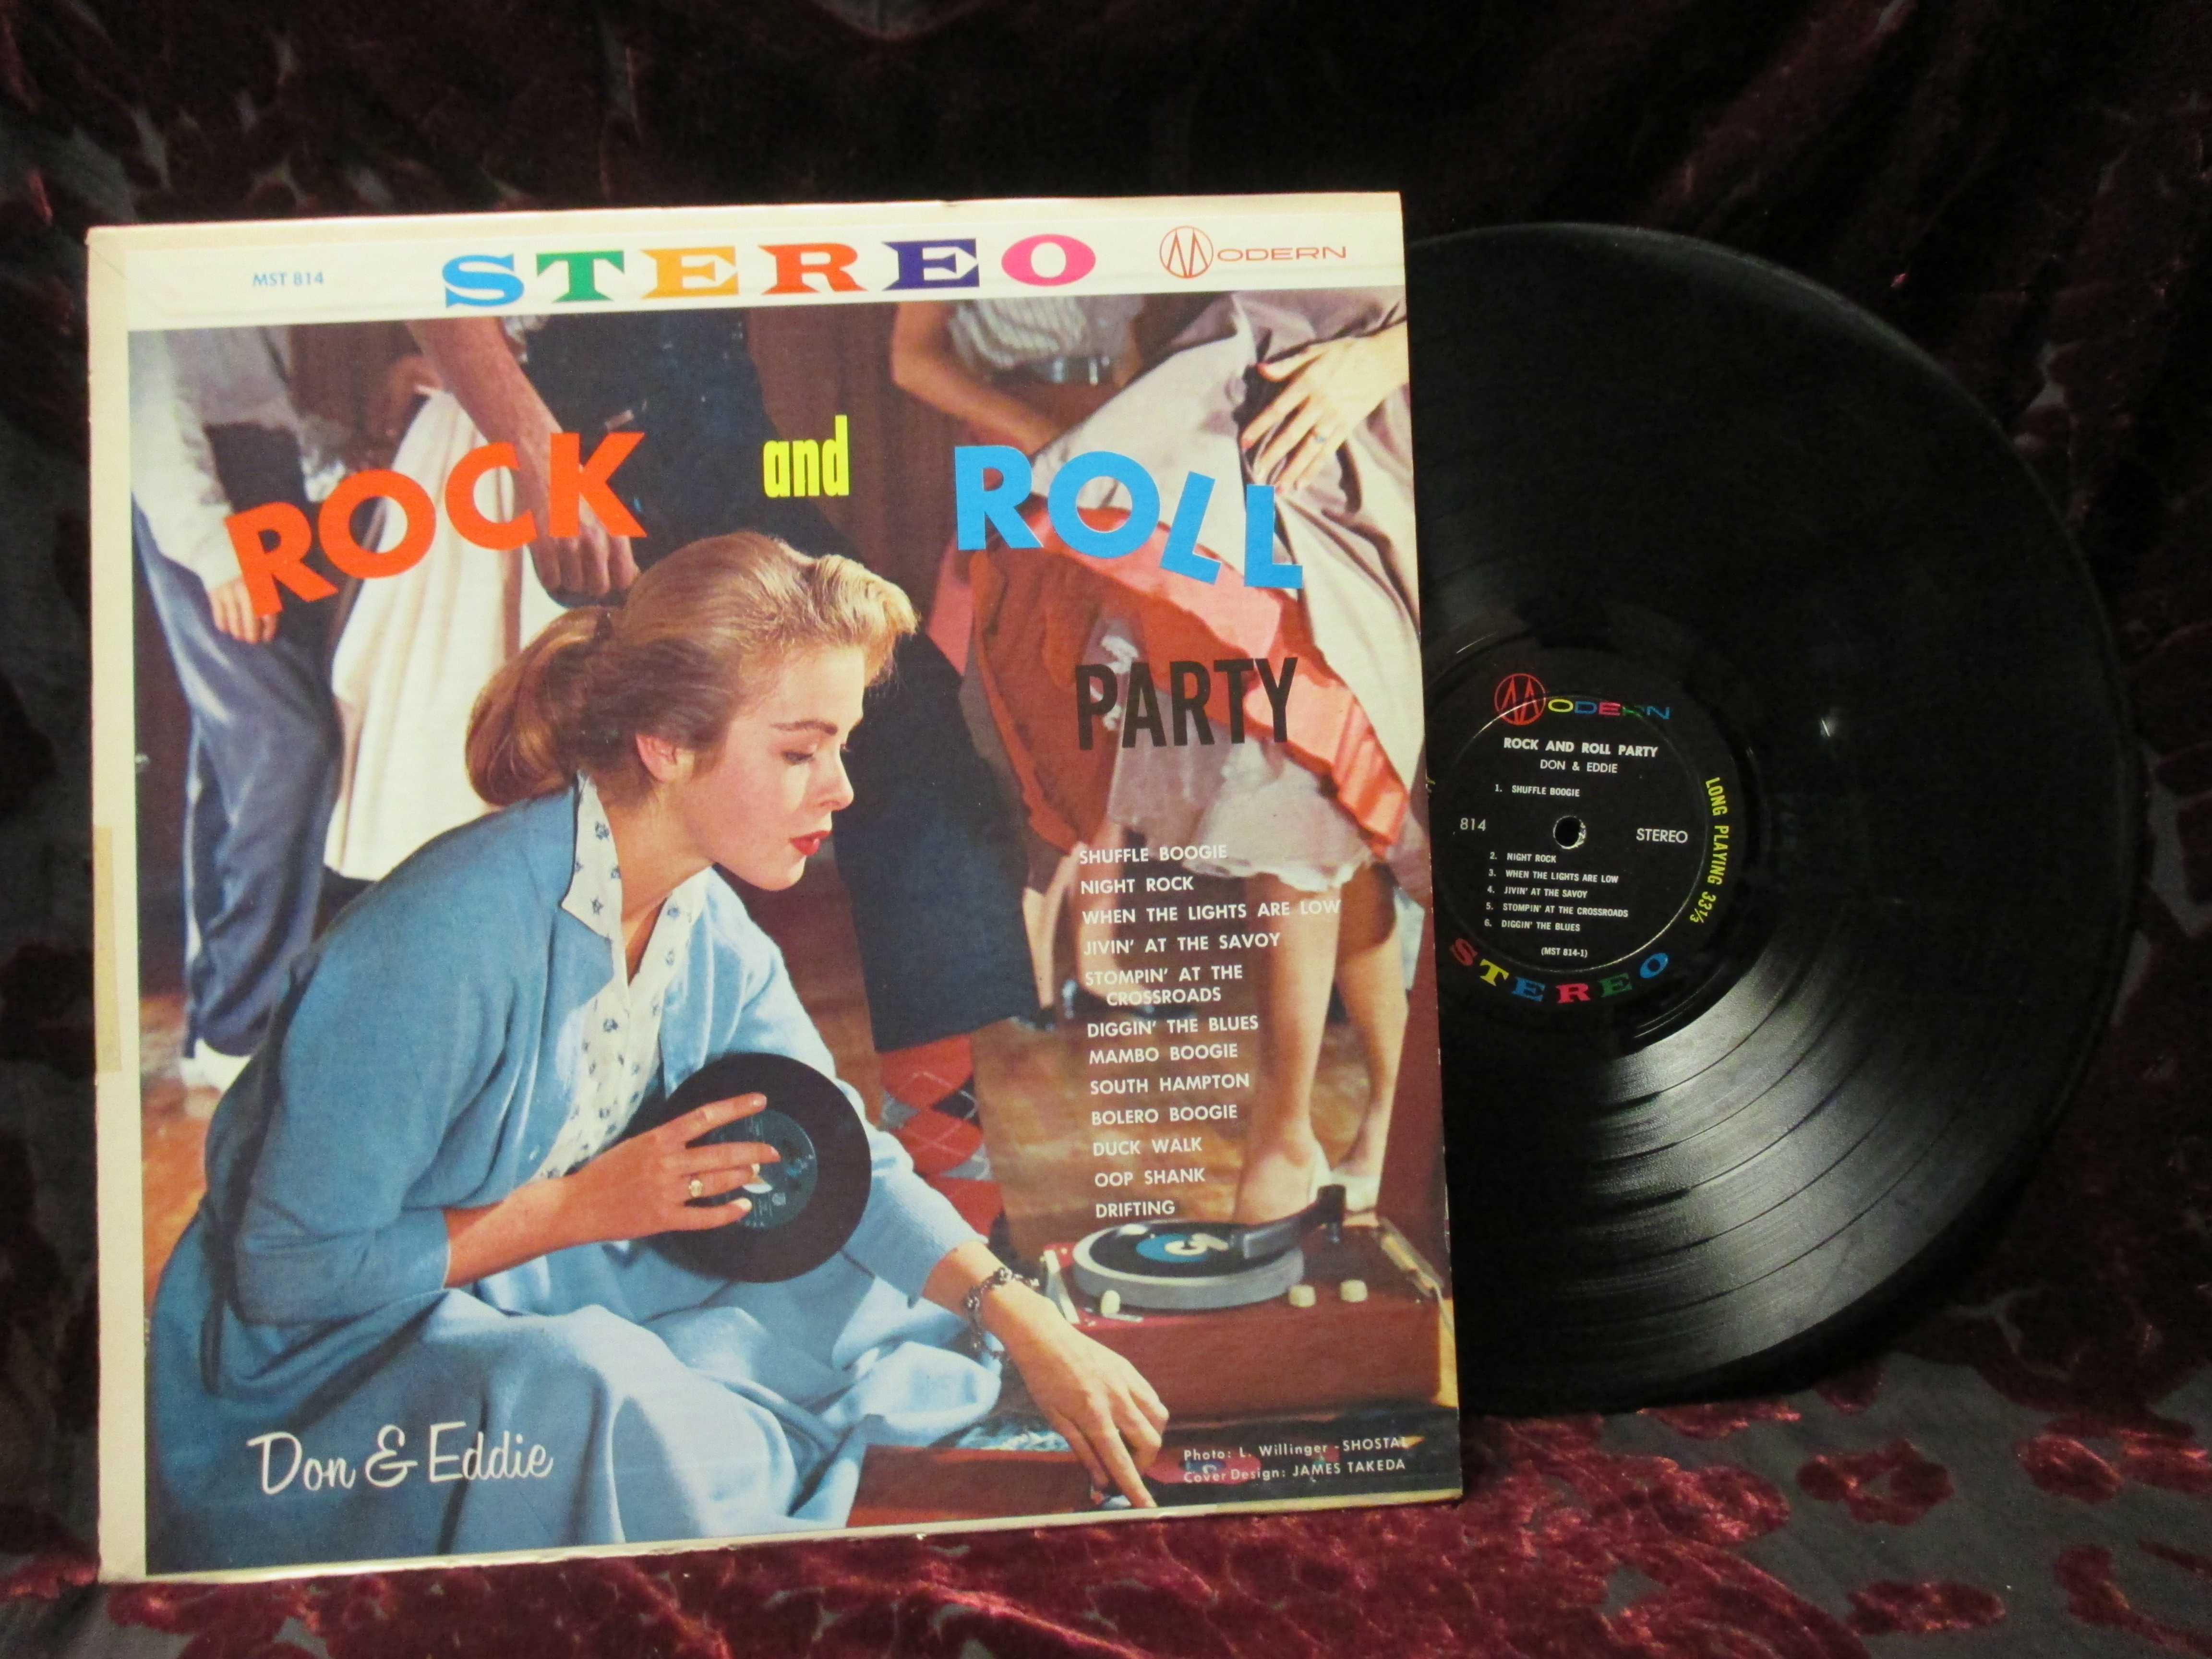 MST 814
STEREO
MODERN
ROCK and ROLL
PARTY
SHUFFLE BOOGIE
NIGHT ROCK
WHEN THE LIGHTS ARE LOW
JIVIN' AT THE SAVOY
STOMPIN' AT THE
CROSSROADS
DIGGIN' THE BLUES
MAMBO BOOGIE
SOUTH HAMPTON
BOLERO BOOGIE
DUCK WALK
OOP SHANK
DRIFTING
Don & Eddie
Photo: L. Willinger - SHOSTAL
Cover Design: JAMES TAKEDA
MODERN
ROCK AND ROLL PARTY
DON & EDDIE
1. SHUFFLE BOOGIE
814
STEREO
2. NIGHT ROCK
3. WHEN THE LIGHTS ARE LOW
4. JIVIN' AT THE SAVOY
5. STOMPIN' AT THE CROSSROADS
6. DIGGIN' THE BLUES
(MST 814-1)
LONG PLAYING 33⅓
STEREO